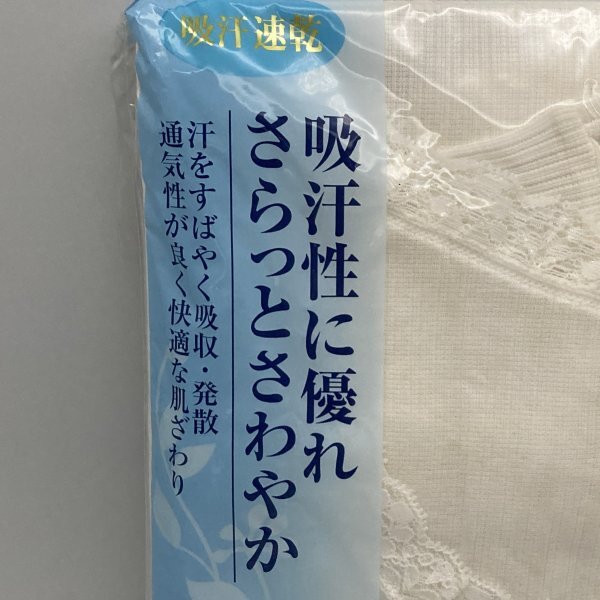 吸汗速乾
吸汗性に優れ
さらっとさわやか
汗をすばやく吸収・発散
通気性が良く快適な肌ざわり